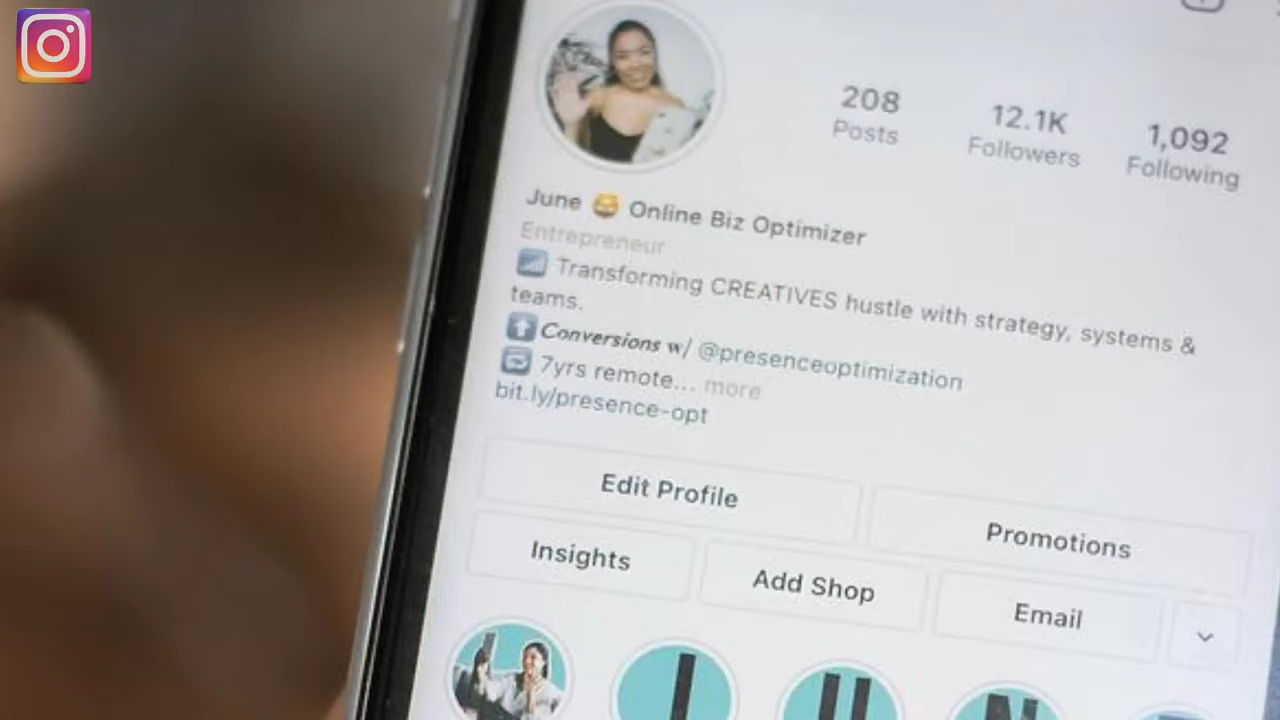 208
Posts
12.1K
Followers
1,092
Following
June 😅 Online Biz Optimizer
Entrepreneur
📶 Transforming CREATIVES hustle with strategy, systems &
teams.
⬆️ Conversions w/ @presenceoptimization
🔁 7yrs remote... more
bit.ly/presence-opt
Edit Profile
Promotions
Insights
Add Shop
Email
J
U
N